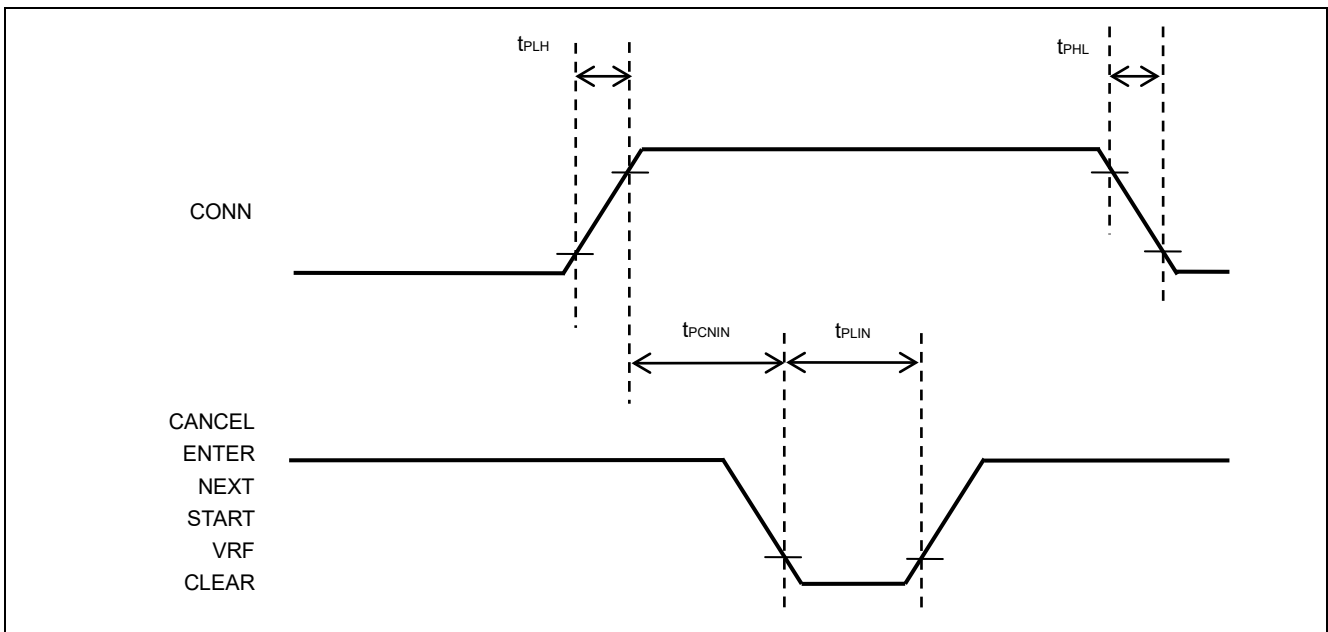 tPLH
tPHL
CONN
tPCNIN
tPLIN
CANCEL
ENTER
NEXT
START
VRF
CLEAR